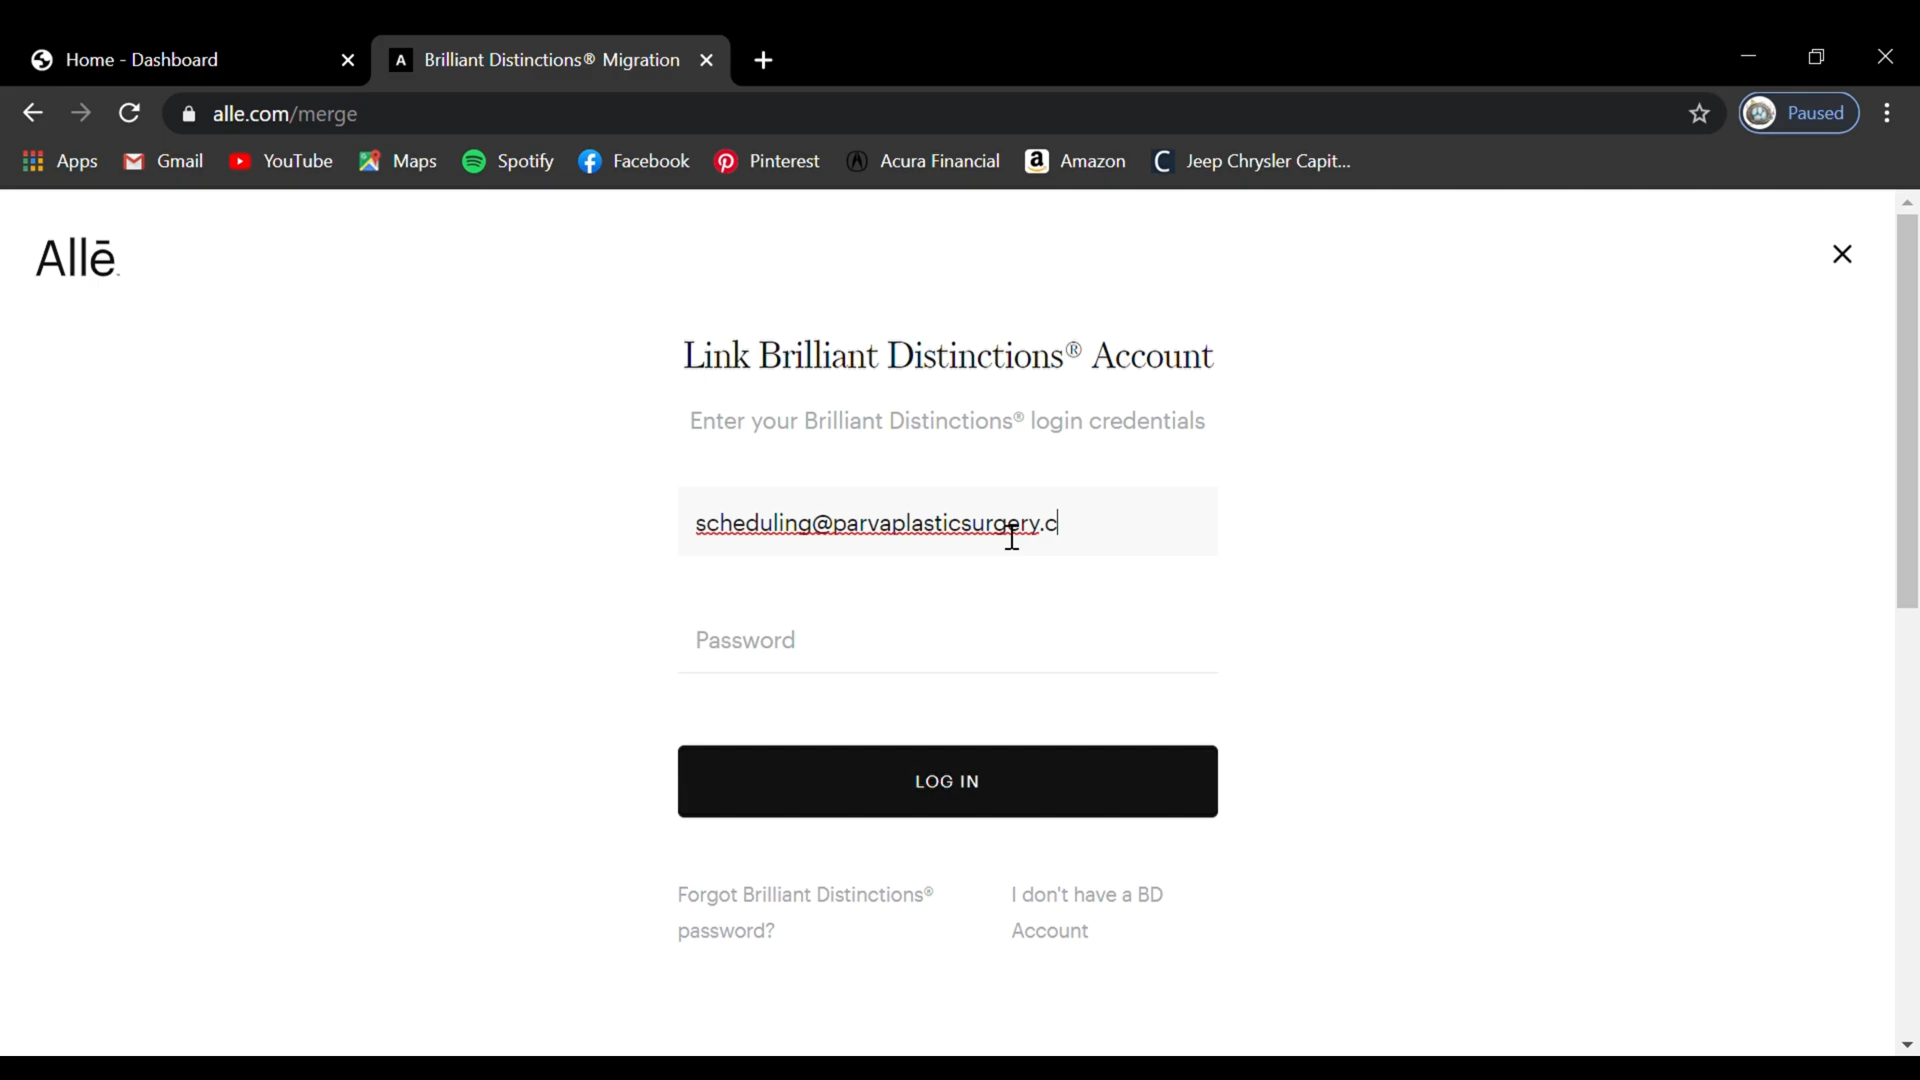 Home - Dashboard
Brilliant Distinctions® Migration
alle.com/merge
Paused
Apps Gmail YouTube Maps Spotify Facebook Pinterest Acura Financial Amazon Jeep Chrysler Capit...
Allē
Link Brilliant Distinctions® Account
Enter your Brilliant Distinctions® login credentials
scheduling@parvaplasticsurgery.c
Password
LOG IN
Forgot Brilliant Distinctions®
password?
I don't have a BD
Account